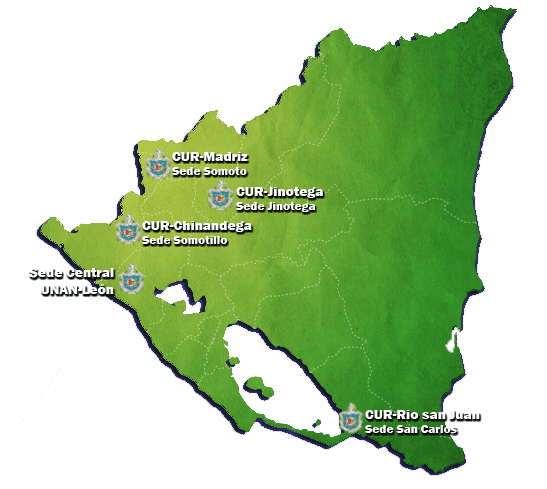 CUR-Madriz
Sede Somoto
CUR-Jinotega
Sede Jinotega
CUR-Chinandega
Sede Somotillo
Sede Central
UNAN-León
CUR-Rio san Juan
Sede San Carlos